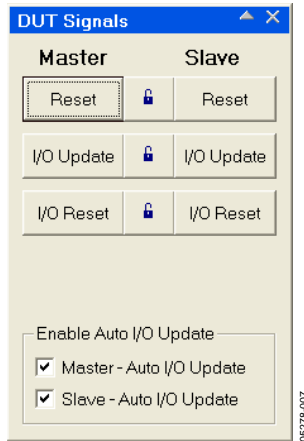 DUT Signals
Master Slave
Reset Reset
I/O Update I/O Update
I/O Reset I/O Reset
Enable Auto I/O Update
Master - Auto I/O Update
Slave - Auto I/O Update
05278-007